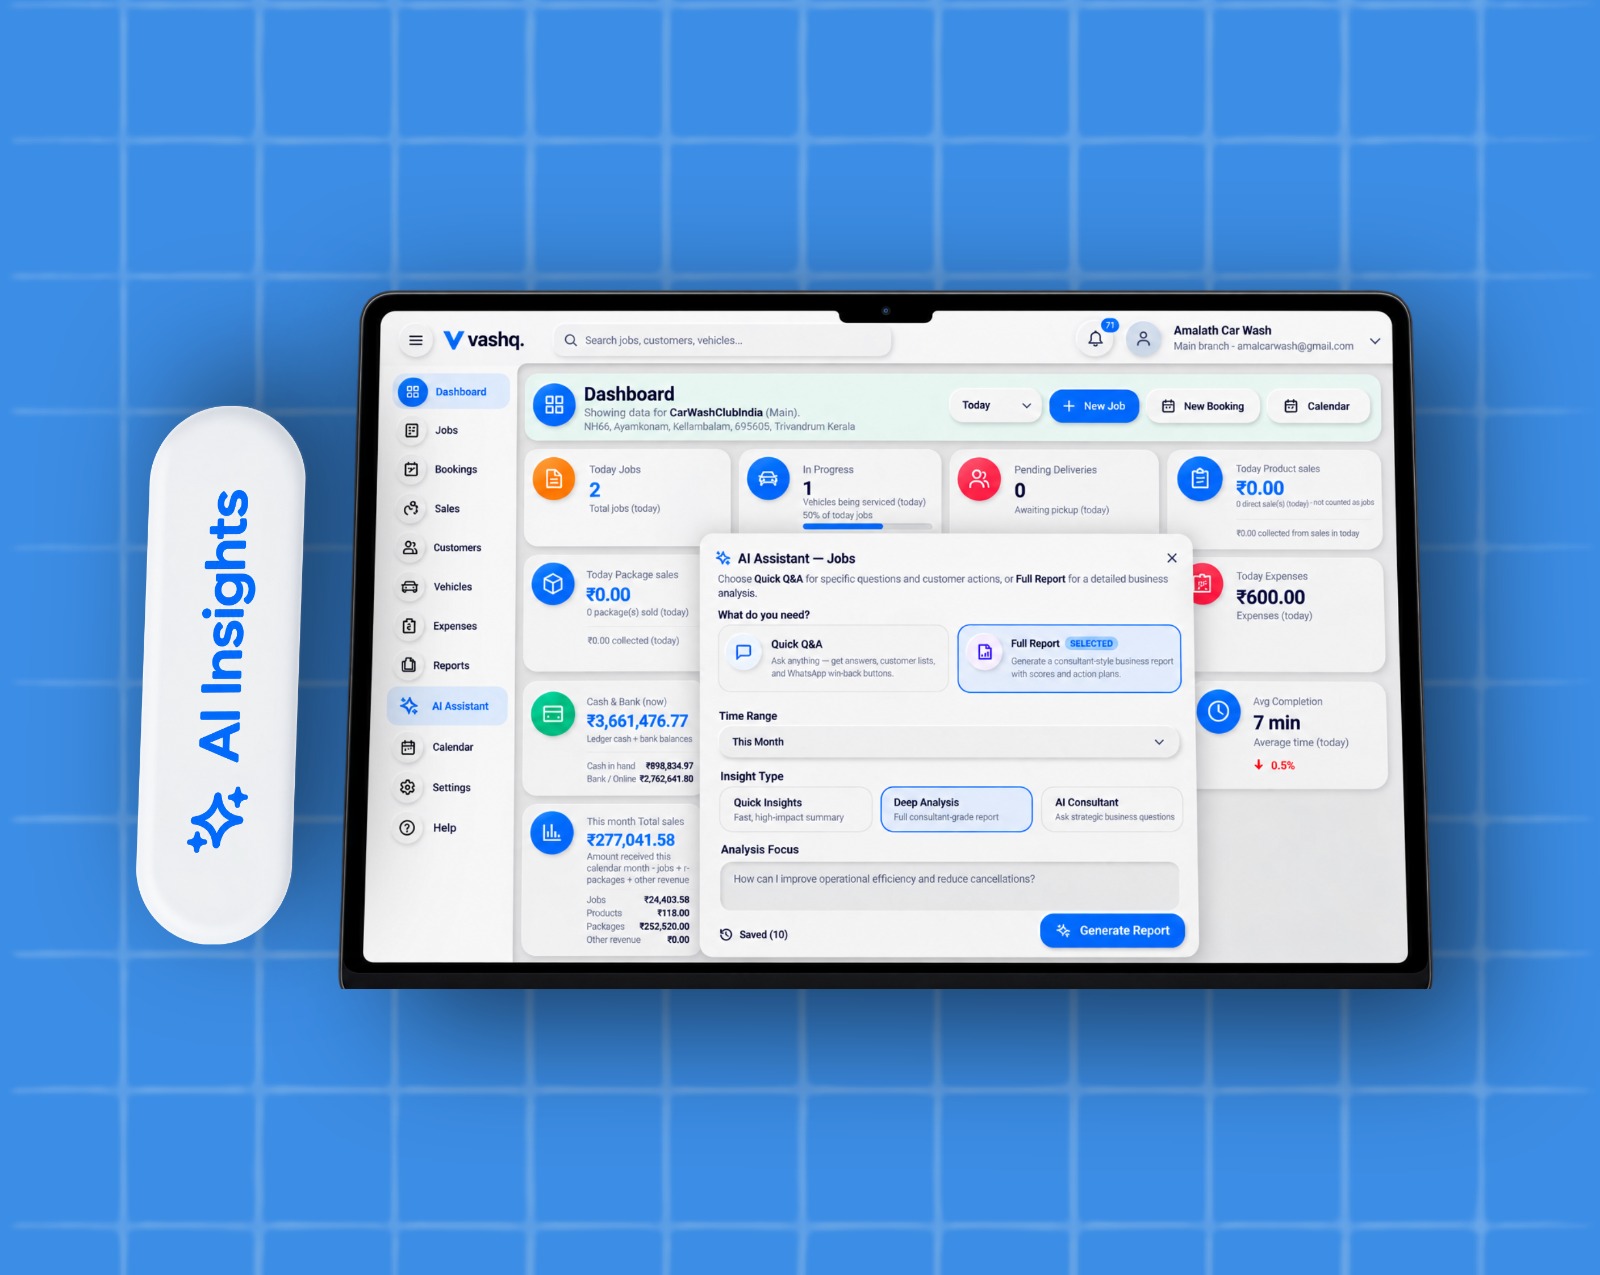 AI Insights
vashq.
Search jobs, customers, vehicles...
71
Amalath Car Wash
Main branch - amalcarwash@gmail.com
Dashboard
Jobs
Bookings
Sales
Customers
Vehicles
Expenses
Reports
AI Assistant
Calendar
Settings
Help
Dashboard
Showing data for CarWashClubIndia (Main).
NH66, Ayamkonam, Kellambalam, 695605, Trivandrum Kerala
Today
New Job
New Booking
Calendar
Today Jobs
2
Total jobs (today)
In Progress
1
Vehicles being serviced (today)
50% of today jobs
Pending Deliveries
0
Awaiting pickup (today)
Today Product sales
₹0.00
0 direct sale(s) (today) - not counted as jobs
₹0.00 collected from sales in today
Today Package sales
₹0.00
0 package(s) sold (today)
₹0.00 collected (today)
Today Expenses
₹600.00
Expenses (today)
Cash & Bank (now)
₹3,661,476.77
Ledger cash + bank balances
Cash in hand ₹898,834.97
Bank / Online ₹2,762,641.80
Avg Completion
7 min
Average time (today)
0.5%
This month Total sales
₹277,041.58
Amount received this
calendar month - jobs + r-
packages + other revenue
Jobs ₹24,403.58
Products ₹118.00
Packages ₹252,520.00
Other revenue ₹0.00
AI Assistant — Jobs
Choose Quick Q&A for specific questions and customer actions, or Full Report for a detailed business
analysis.
What do you need?
Quick Q&A
Ask anything — get answers, customer lists,
and WhatsApp win-back buttons.
Full Report SELECTED
Generate a consultant-style business report
with scores and action plans.
Time Range
This Month
Insight Type
Quick Insights
Fast, high-impact summary
Deep Analysis
Full consultant-grade report
AI Consultant
Ask strategic business questions
Analysis Focus
How can I improve operational efficiency and reduce cancellations?
Saved (10)
Generate Report